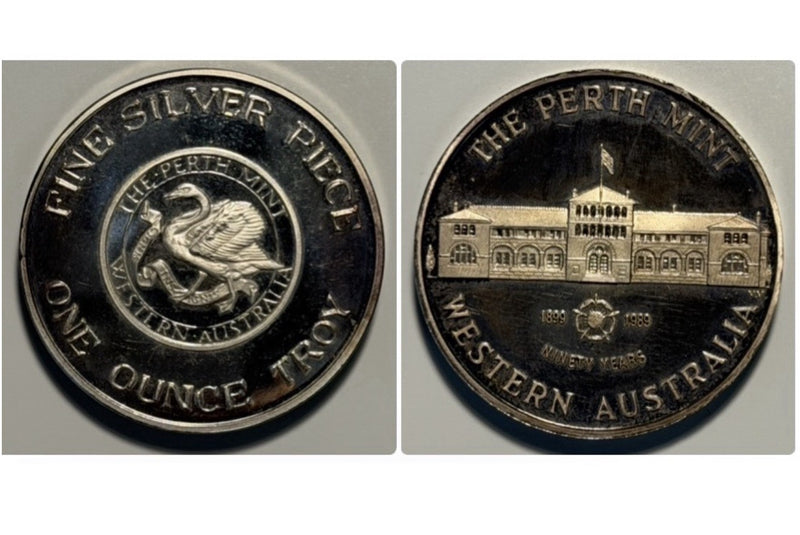 FINE SILVER PIECE
THE · PERTH MINT
WESTERN · AUSTRALIA
ONE OUNCE TROY
THE PERTH MINT
1899 1989
NINETY YEARS
WESTERN AUSTRALIA